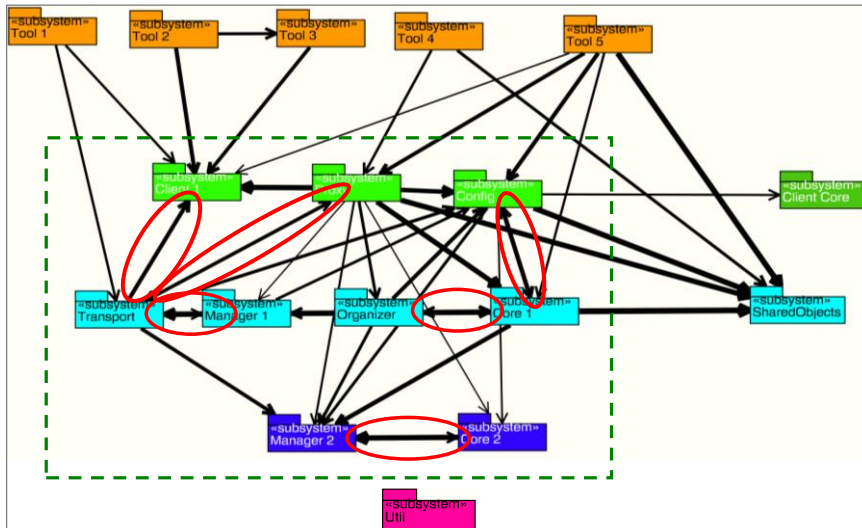 «subsystem»
Tool 1
«subsystem»
Tool 2
«subsystem»
Tool 3
«subsystem»
Tool 4
«subsystem»
Tool 5
«subsystem»
Client 1
«subsystem»
«subsystem»
Config
«subsystem»
Client Core
«subsystem»
Transport
«subsystem»
Manager 1
«subsystem»
Organizer
«subsystem»
Core 1
«subsystem»
SharedObjects
«subsystem»
Manager 2
«subsystem»
Core 2
«subsystem»
Util